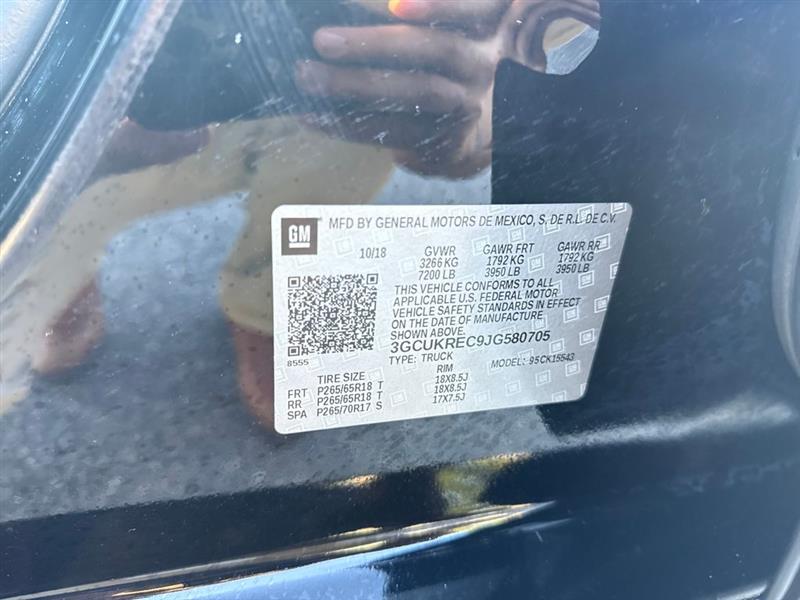 GM
MFD BY GENERAL MOTORS DE MEXICO, S. DE R.L. DE C.V.
10/18 GVWR GAWR FRT GAWR RR
3266 KG 1792 KG 1792 KG
7200 LB 3950 LB 3950 LB
THIS VEHICLE CONFORMS TO ALL
APPLICABLE U.S. FEDERAL MOTOR
VEHICLE SAFETY STANDARDS IN EFFECT
ON THE DATE OF MANUFACTURE
SHOWN ABOVE.
3GCUKREC9JG580705
8555 TYPE: TRUCK MODEL: 95CK15543
TIRE SIZE RIM
FRT P265/65R18 T 18X8.5J
RR P265/65R18 T 18X8.5J
SPA P265/70R17 S 17X7.5J